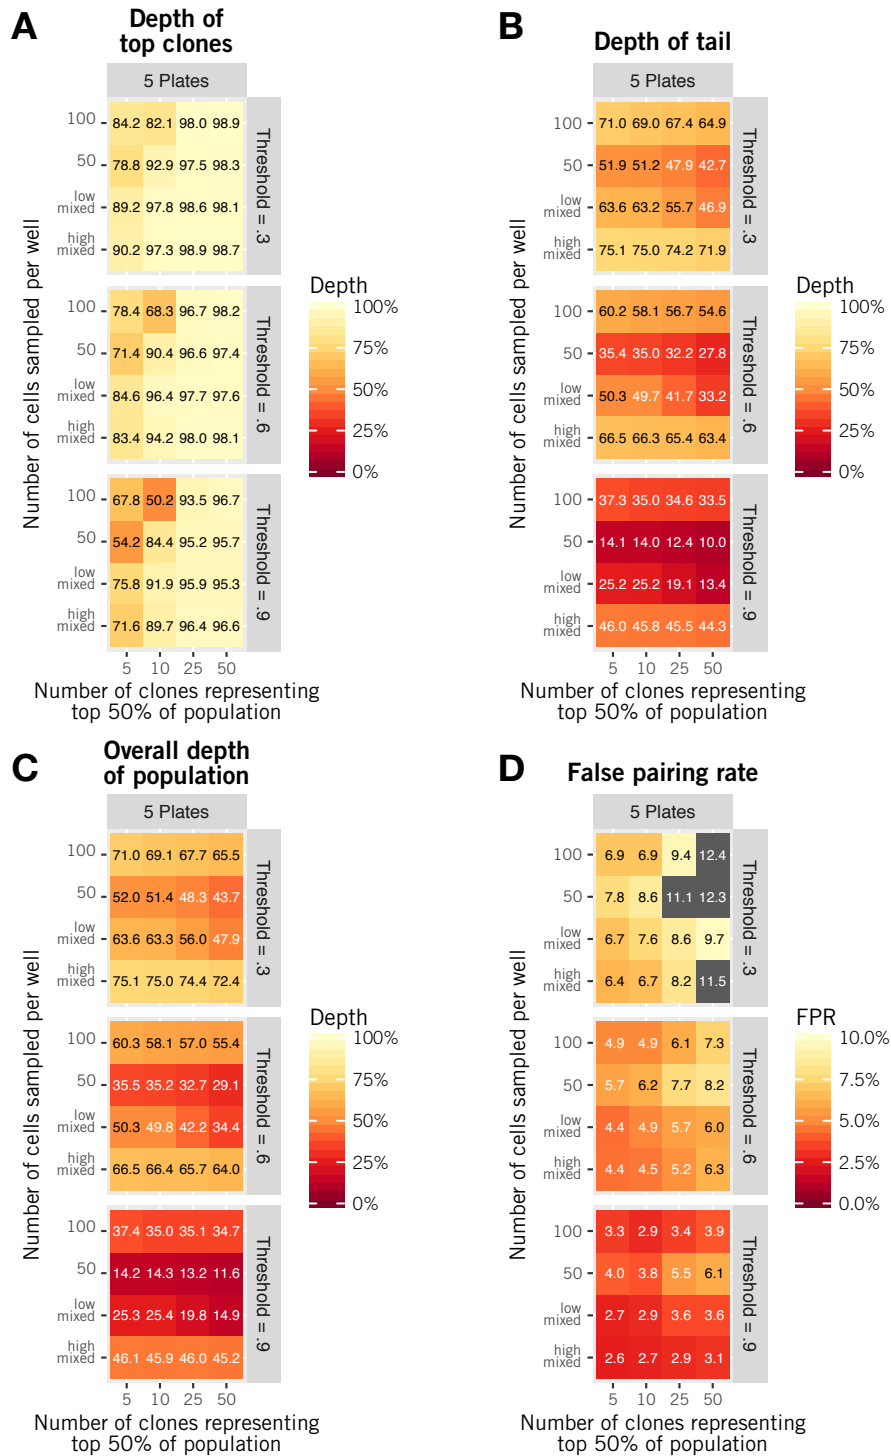 A
Depth of
top clones
5 Plates
Number of cells sampled per well
100 84.2 82.1 98.0 98.9
50 78.8 92.9 97.5 98.3
low
mixed 89.2 97.8 98.6 98.1
high
mixed 90.2 97.3 98.9 98.7
Threshold = .3
100 78.4 68.3 96.7 98.2
50 71.4 90.4 96.6 97.4
low
mixed 84.6 96.4 97.7 97.6
high
mixed 83.4 94.2 98.0 98.1
Threshold = .6
100 67.8 50.2 93.5 96.7
50 54.2 84.4 95.2 95.7
low
mixed 75.8 91.9 95.9 95.3
high
mixed 71.6 89.7 96.4 96.6
Threshold = .9
5 10 25 50
Number of clones representing
top 50% of population
Depth
100%
75%
50%
25%
0%
B
Depth of tail
5 Plates
Number of cells sampled per well
100 71.0 69.0 67.4 64.9
50 51.9 51.2 47.9 42.7
low
mixed 63.6 63.2 55.7 46.9
high
mixed 75.1 75.0 74.2 71.9
Threshold = .3
100 60.2 58.1 56.7 54.6
50 35.4 35.0 32.2 27.8
low
mixed 50.3 49.7 41.7 33.2
high
mixed 66.5 66.3 65.4 63.4
Threshold = .6
100 37.3 35.0 34.6 33.5
50 14.1 14.0 12.4 10.0
low
mixed 25.2 25.2 19.1 13.4
high
mixed 46.0 45.8 45.5 44.3
Threshold = .9
5 10 25 50
Number of clones representing
top 50% of population
Depth
100%
75%
50%
25%
0%
C
Overall depth
of population
5 Plates
Number of cells sampled per well
100 71.0 69.1 67.7 65.5
50 52.0 51.4 48.3 43.7
low
mixed 63.6 63.3 56.0 47.9
high
mixed 75.1 75.0 74.4 72.4
Threshold = .3
100 60.3 58.1 57.0 55.4
50 35.5 35.2 32.7 29.1
low
mixed 50.3 49.8 42.2 34.4
high
mixed 66.5 66.4 65.7 64.0
Threshold = .6
100 37.4 35.0 35.1 34.7
50 14.2 14.3 13.2 11.6
low
mixed 25.3 25.4 19.8 14.9
high
mixed 46.1 45.9 46.0 45.2
Threshold = .9
5 10 25 50
Number of clones representing
top 50% of population
Depth
100%
75%
50%
25%
0%
D
False pairing rate
5 Plates
Number of cells sampled per well
100 6.9 6.9 9.4 12.4
50 7.8 8.6 11.1 12.3
low
mixed 6.7 7.6 8.6 9.7
high
mixed 6.4 6.7 8.2 11.5
Threshold = .3
100 4.9 4.9 6.1 7.3
50 5.7 6.2 7.7 8.2
low
mixed 4.4 4.9 5.7 6.0
high
mixed 4.4 4.5 5.2 6.3
Threshold = .6
100 3.3 2.9 3.4 3.9
50 4.0 3.8 5.5 6.1
low
mixed 2.7 2.9 3.6 3.6
high
mixed 2.6 2.7 2.9 3.1
Threshold = .9
5 10 25 50
Number of clones representing
top 50% of population
FPR
10.0%
7.5%
5.0%
2.5%
0.0%